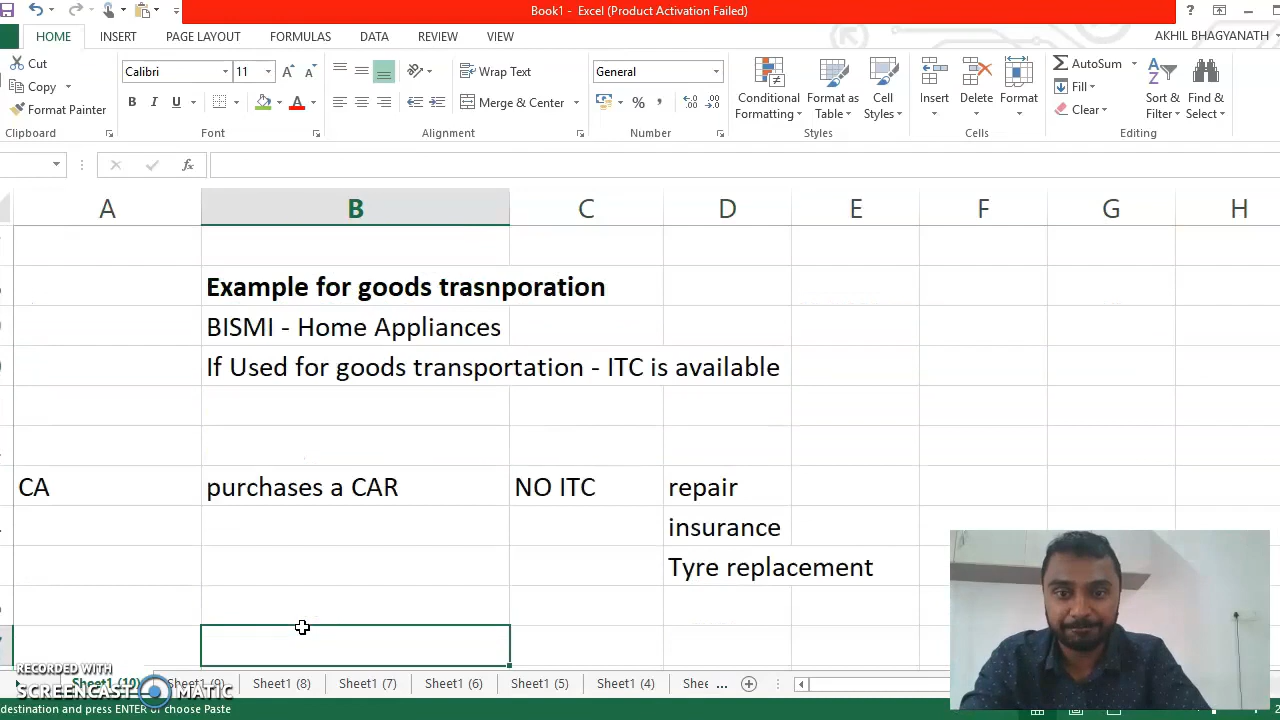 Book1 - Excel (Product Activation Failed)
?
HOME INSERT PAGE LAYOUT FORMULAS DATA REVIEW VIEW AKHIL BHAGYANATH
Cut
Copy
Format Painter
Clipboard
Calibri 11
B I U
Font
Wrap Text
Merge & Center
Alignment
General
% ,
Number
Conditional Formatting
Format as Table
Cell Styles
Styles
Insert Delete Format
Cells
AutoSum
Fill
Clear
Sort & Filter
Find & Select
Editing
fx
A B C D E F G H
Example for goods trasnporation
BISMI - Home Appliances
If Used for goods transportation - ITC is available
CA purchases a CAR NO ITC repair
insurance
Tyre replacement
RECORDED WITH
SCREENCAST MATIC
Sheet1 (10) Sheet1 (9) Sheet1 (8) Sheet1 (7) Sheet1 (6) Sheet1 (5) Sheet1 (4) Shee ...
destination and press ENTER or choose Paste